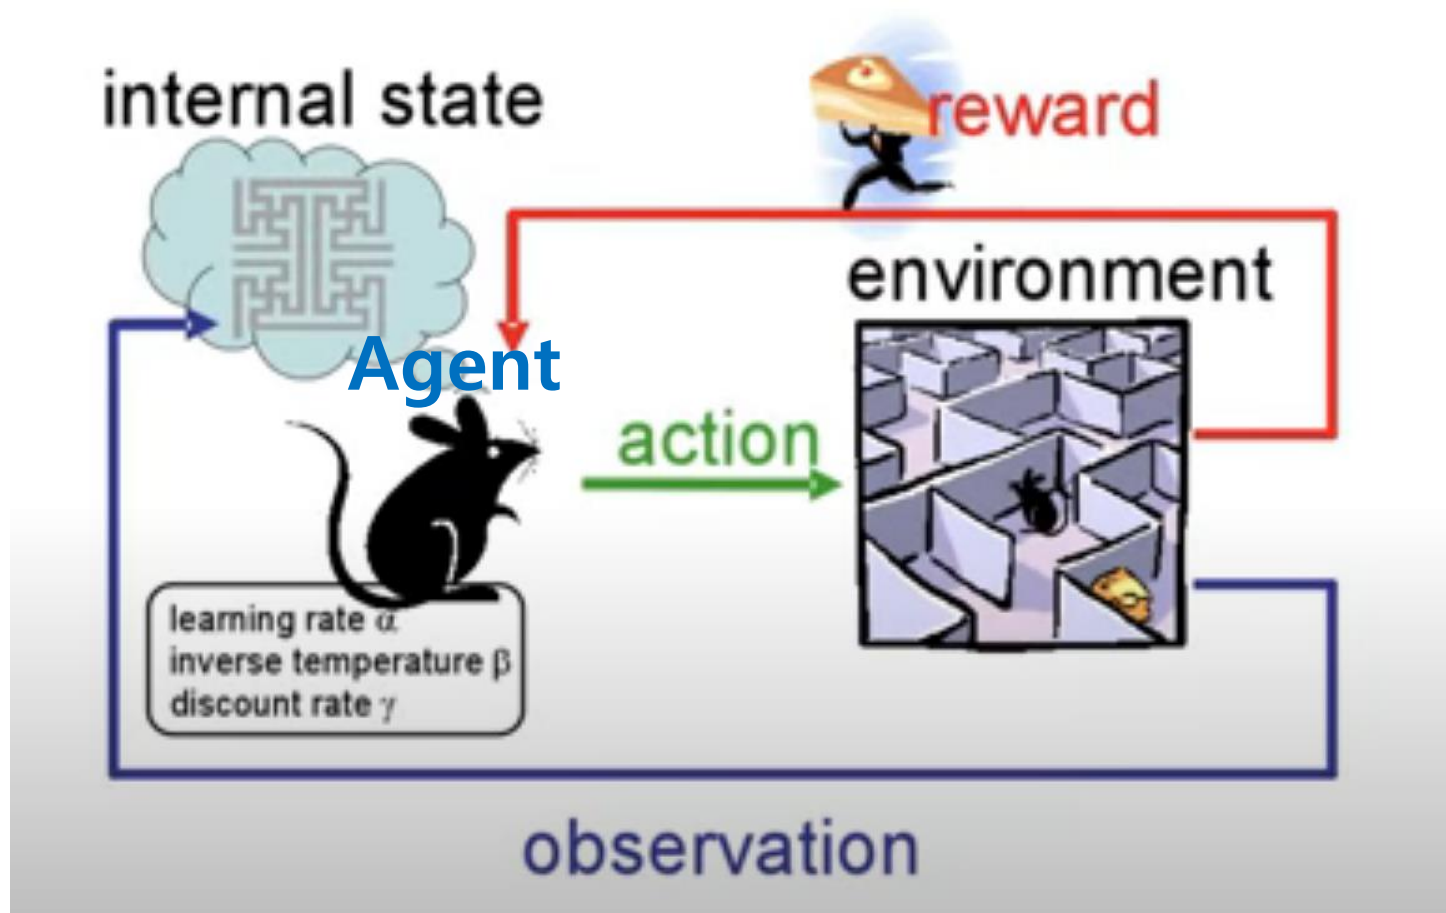 internal state
reward
environment
Agent
action
learning rate α
inverse temperature β
discount rate γ
observation